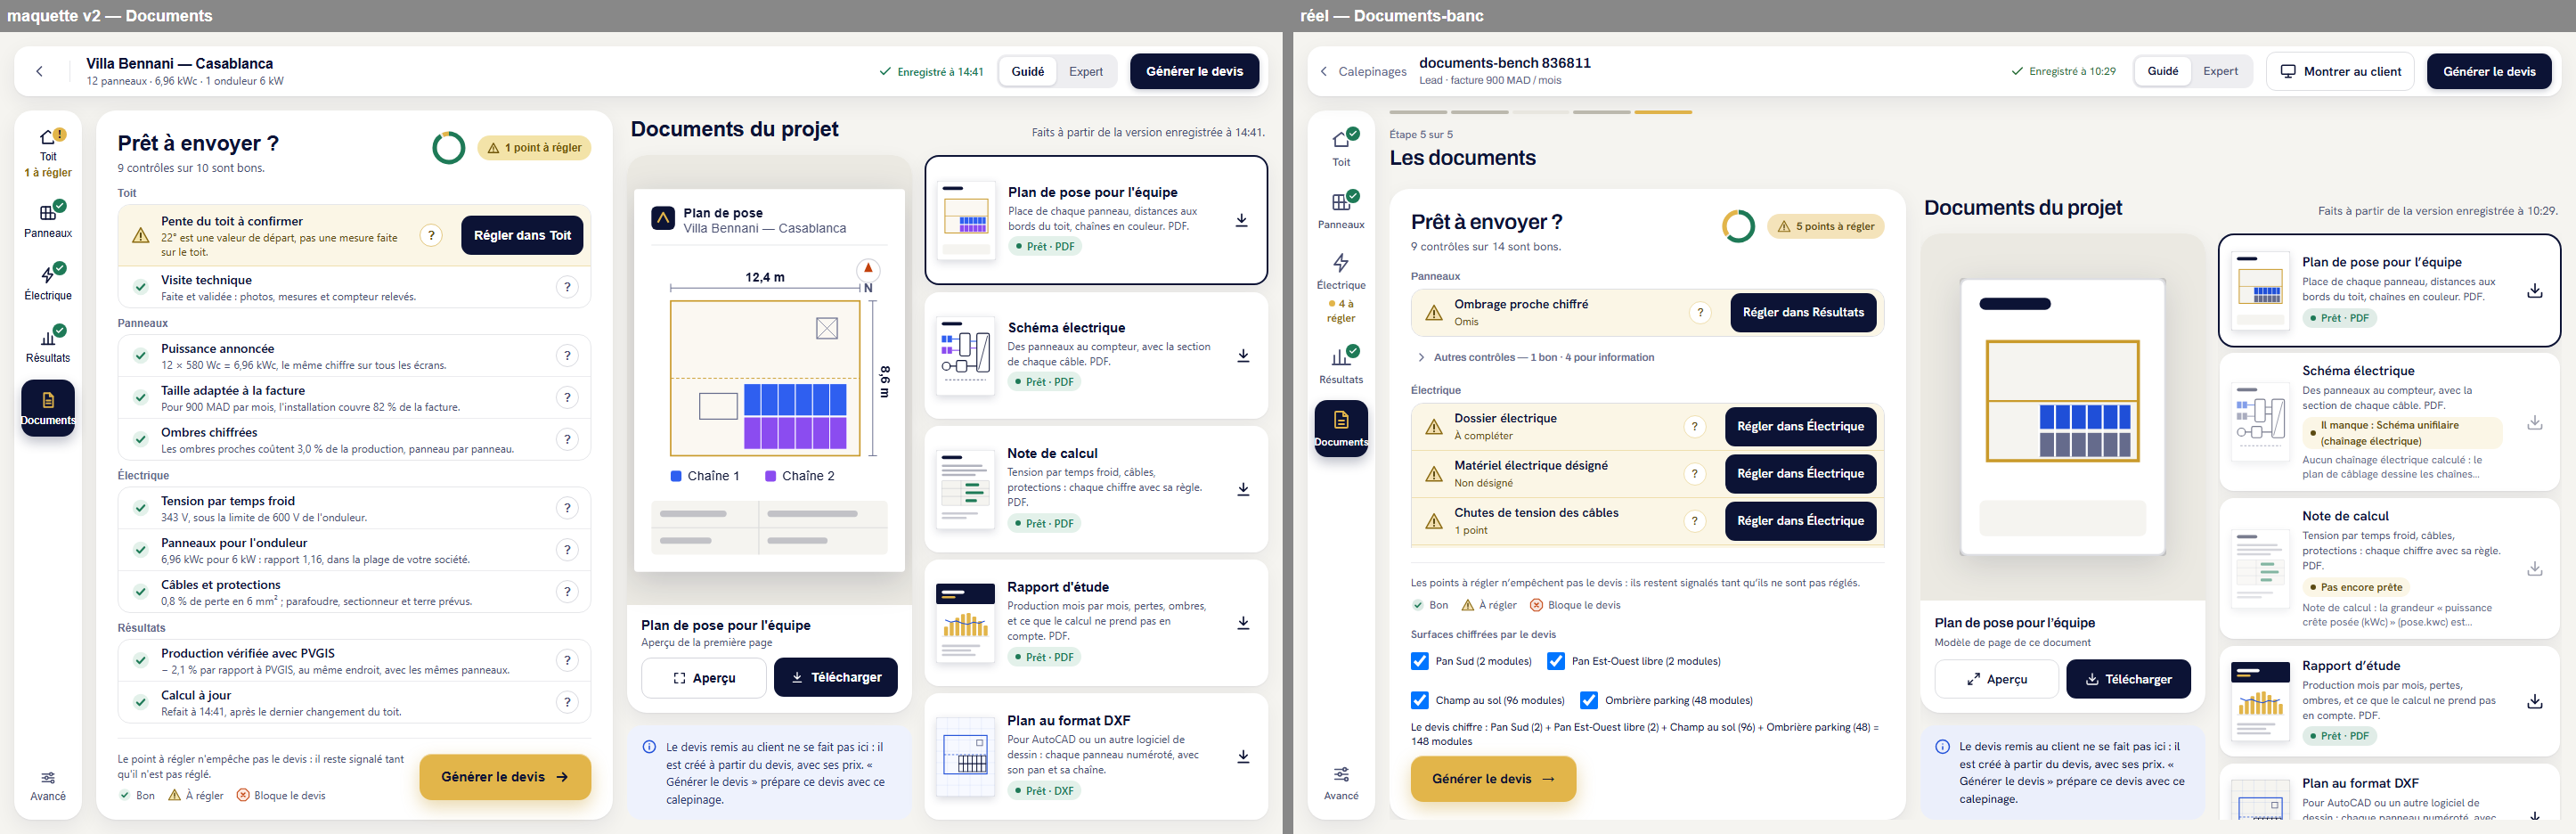 maquette v2 — Documents
Villa Bennani — Casablanca
12 panneaux · 6,96 kWc · 1 onduleur 6 kW
Enregistré à 14:41
Guidé
Expert
Générer le devis
Toit
1 à régler
Panneaux
Électrique
Résultats
Documents
Avancé
Prêt à envoyer ?
9 contrôles sur 10 sont bons.
1 point à régler
Toit
Pente du toit à confirmer
22° est une valeur de départ, pas une mesure faite
sur le toit.
?
Régler dans Toit
Visite technique
Faite et validée : photos, mesures et compteur relevés.
?
Panneaux
Puissance annoncée
12 × 580 Wc = 6,96 kWc, le même chiffre sur tous les écrans.
?
Taille adaptée à la facture
Pour 900 MAD par mois, l'installation couvre 82 % de la facture.
?
Ombres chiffrées
Les ombres proches coûtent 3,0 % de la production, panneau par panneau.
?
Électrique
Tension par temps froid
343 V, sous la limite de 600 V de l'onduleur.
?
Panneaux pour l'onduleur
6,96 kWc pour 6 kW : rapport 1,16, dans la plage de votre société.
?
Câbles et protections
0,8 % de perte en 6 mm² ; parafoudre, sectionneur et terre prévus.
?
Résultats
Production vérifiée avec PVGIS
− 2,1 % par rapport à PVGIS, au même endroit, avec les mêmes panneaux.
?
Calcul à jour
Refait à 14:41, après le dernier changement du toit.
?
Le point à régler n'empêche pas le devis : il reste signalé tant
qu'il n'est pas réglé.
Bon
À régler
Bloque le devis
Générer le devis →
Documents du projet
Faits à partir de la version enregistrée à 14:41.
Plan de pose
Villa Bennani — Casablanca
12,4 m
N
8,6 m
Chaîne 1
Chaîne 2
Plan de pose pour l'équipe
Aperçu de la première page
Aperçu
Télécharger
Le devis remis au client ne se fait pas ici : il
est créé à partir du devis, avec ses prix. «
Générer le devis » prépare ce devis avec ce
calepinage.
Plan de pose pour l'équipe
Place de chaque panneau, distances aux
bords du toit, chaînes en couleur. PDF.
Prêt · PDF
Schéma électrique
Des panneaux au compteur, avec la section
de chaque câble. PDF.
Prêt · PDF
Note de calcul
Tension par temps froid, câbles,
protections : chaque chiffre avec sa règle.
PDF.
Prêt · PDF
Rapport d'étude
Production mois par mois, pertes, ombres,
et ce que le calcul ne prend pas en
compte. PDF.
Prêt · PDF
Plan au format DXF
Pour AutoCAD ou un autre logiciel de
dessin : chaque panneau numéroté, avec
son pan et sa chaîne.
Prêt · DXF
réel — Documents-banc
Calepinages
documents-bench 836811
Lead · facture 900 MAD / mois
Enregistré à 10:29
Guidé
Expert
Montrer au client
Générer le devis
Toit
Panneaux
Électrique
4 à
régler
Résultats
Documents
Avancé
Étape 5 sur 5
Les documents
Prêt à envoyer ?
9 contrôles sur 14 sont bons.
5 points à régler
Panneaux
Ombrage proche chiffré
Omis
?
Régler dans Résultats
Autres contrôles — 1 bon · 4 pour information
Électrique
Dossier électrique
À compléter
?
Régler dans Électrique
Matériel électrique désigné
Non désigné
?
Régler dans Électrique
Chutes de tension des câbles
1 point
?
Régler dans Électrique
Les points à régler n'empêchent pas le devis : ils restent signalés tant qu'ils ne sont pas réglés.
Bon
À régler
Bloque le devis
Surfaces chiffrées par le devis
Pan Sud (2 modules)
Pan Est-Ouest libre (2 modules)
Champ au sol (96 modules)
Ombrière parking (48 modules)
Le devis chiffre : Pan Sud (2) + Pan Est-Ouest libre (2) + Champ au sol (96) + Ombrière parking (48) =
148 modules
Générer le devis →
Documents du projet
Faits à partir de la version enregistrée à 10:29.
Plan de pose pour l'équipe
Modèle de page de ce document
Aperçu
Télécharger
Le devis remis au client ne se fait pas ici : il
est créé à partir du devis, avec ses prix. «
Générer le devis » prépare ce devis avec ce
calepinage.
Plan de pose pour l'équipe
Place de chaque panneau, distances aux
bords du toit, chaînes en couleur. PDF.
Prêt · PDF
Schéma électrique
Des panneaux au compteur, avec la
section de chaque câble. PDF.
Il manque : Schéma unifilaire
(chaînage électrique)
Aucun chaînage électrique calculé : le
plan de câblage dessine les chaînes…
Note de calcul
Tension par temps froid, câbles,
protections : chaque chiffre avec sa règle.
PDF.
Pas encore prête
Note de calcul : la grandeur « puissance
crête posée (kWc) » (pose.kwc) est…
Rapport d'étude
Production mois par mois, pertes,
ombres, et ce que le calcul ne prend pas
en compte. PDF.
Prêt · PDF
Plan au format DXF
Pour AutoCAD ou un autre logiciel de
dessin : chaque panneau numéroté, avec